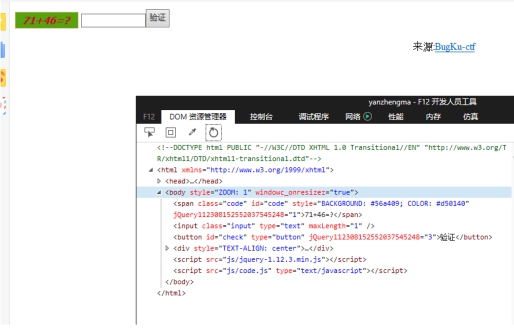 71+46=? 验证
来源:BugKu-ctf
yanzhengma - F12 开发人员工具
F12 DOM 资源管理器 控制台 调试程序 网络 性能 内存 仿真
<!--DOCTYPE html PUBLIC "-//W3C//DTD XHTML 1.0 Transitional//EN" "http://www.w3.org/T
R/xhtml1/DTD/xhtml1-transitional.dtd"-->
<html xmlns="http://www.w3.org/1999/xhtml">
<head>…</head>
<body style="ZOOM: 1" windowc_onresize="true">
<span class="code" id="code" style="BACKGROUND: #56a409; COLOR: #d50140"
jQuery112308152552037545248="1">71+46=?</span>
<input class="input" type="text" maxLength="1" />
<button id="check" type="button" jQuery112308152552037545248="3">验证</button>
<div style="TEXT-ALIGN: center">…</div>
<script src="js/jquery-1.12.3.min.js"></script>
<script src="js/code.js" type="text/javascript"></script>
</body>
</html>